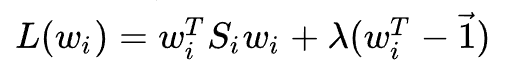 L(w_i) = w_i^T S_i w_i + λ(w_i^T − \vec{1})